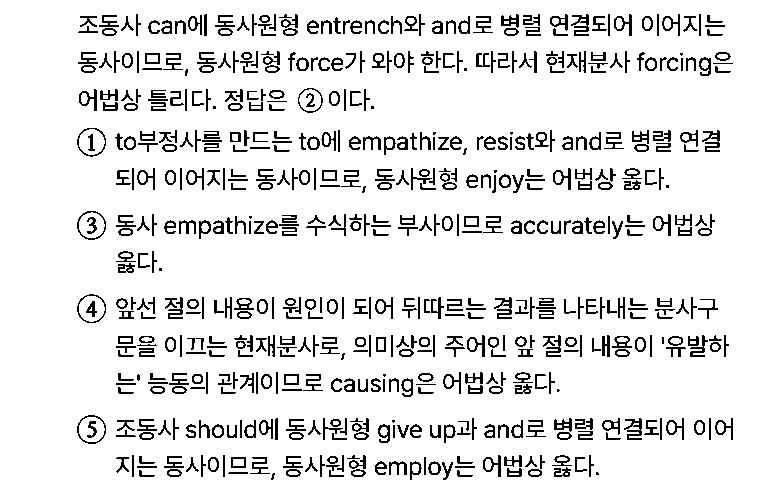 조동사 can에 동사원형 entrench와 and로 병렬 연결되어 이어지는
동사이므로, 동사원형 force가 와야 한다. 따라서 현재분사 forcing은
어법상 틀리다. 정답은 ②이다.
① to부정사를 만드는 to에 empathize, resist와 and로 병렬 연결
되어 이어지는 동사이므로, 동사원형 enjoy는 어법상 옳다.
③ 동사 empathize를 수식하는 부사이므로 accurately는 어법상
옳다.
④ 앞선 절의 내용이 원인이 되어 뒤따르는 결과를 나타내는 분사구
문을 이끄는 현재분사로, 의미상의 주어인 앞 절의 내용이 '유발하
는' 능동의 관계이므로 causing은 어법상 옳다.
⑤ 조동사 should에 동사원형 give up과 and로 병렬 연결되어 이어
지는 동사이므로, 동사원형 employ는 어법상 옳다.